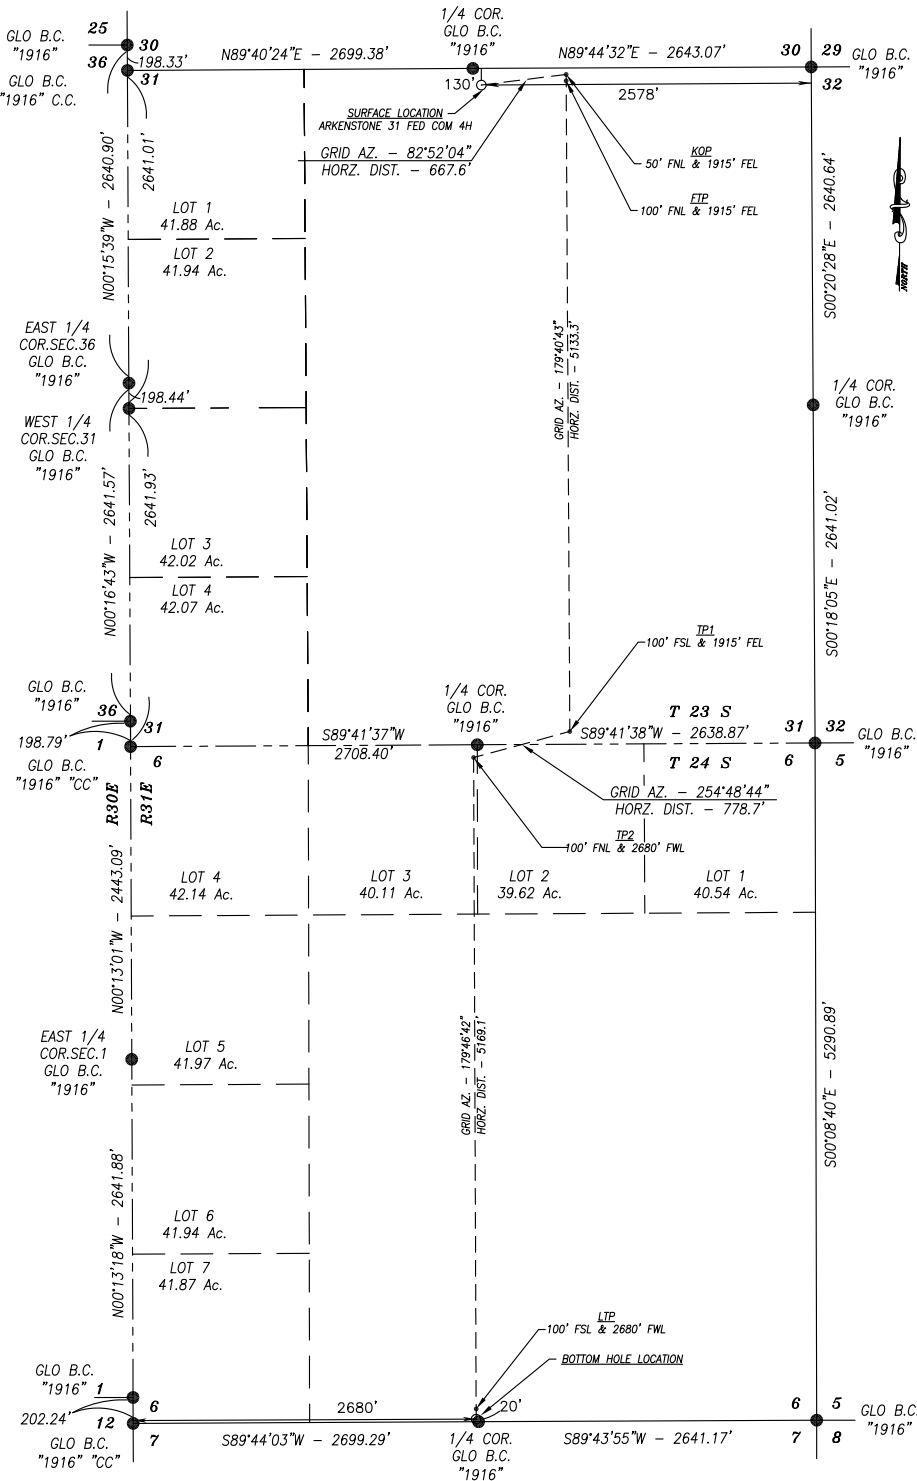 1/4 COR.
GLO B.C.
"1916"
25
GLO B.C.
"1916"
30
36
198.33'
31
GLO B.C.
"1916" C.C.
N89°40'24"E - 2699.38'
N89°44'32"E - 2643.07'
30
29
32
GLO B.C.
"1916"
130'
2578'
SURFACE LOCATION
ARKENSTONE 31 FED COM 4H
GRID AZ. - 82°52'04"
HORZ. DIST. - 667.6'
KOP
50' FNL & 1915' FEL
FTP
100' FNL & 1915' FEL
N00°15'39"W - 2640.90'
2641.01'
S00°20'28"E - 2640.64'
NORTH
LOT 1
41.88 Ac.
LOT 2
41.94 Ac.
EAST 1/4
COR.SEC.36
GLO B.C.
"1916"
198.44'
WEST 1/4
COR.SEC.31
GLO B.C.
"1916"
GRID AZ. - 179°40'43"
HORZ. DIST. - 5133.3'
1/4 COR.
GLO B.C.
"1916"
N00°16'43"W - 2641.57'
2641.93'
S00°18'05"E - 2641.02'
LOT 3
42.02 Ac.
LOT 4
42.07 Ac.
TP1
100' FSL & 1915' FEL
GLO B.C.
"1916"
36
31
198.79'
1
6
GLO B.C.
"1916" "CC"
1/4 COR.
GLO B.C.
"1916"
S89°41'37"W
2708.40'
T 23 S
S89°41'38"W - 2638.87'
T 24 S
31
32
6
5
GLO B.C.
"1916"
R30E
R31E
GRID AZ. - 254°48'44"
HORZ. DIST. - 778.7'
TP2
100' FNL & 2680' FWL
LOT 4
42.14 Ac.
LOT 3
40.11 Ac.
LOT 2
39.62 Ac.
LOT 1
40.54 Ac.
N00°13'01"W - 2443.09'
EAST 1/4
COR.SEC.1
GLO B.C.
"1916"
LOT 5
41.97 Ac.
GRID AZ. - 179°46'42"
HORZ. DIST. - 5169.1'
S00°08'40"E - 5290.89'
N00°13'18"W - 2641.88'
LOT 6
41.94 Ac.
LOT 7
41.87 Ac.
LTP
100' FSL & 2680' FWL
BOTTOM HOLE LOCATION
GLO B.C.
"1916"
1
6
202.24'
12
7
GLO B.C.
"1916" "CC"
2680'
20'
S89°44'03"W - 2699.29'
1/4 COR.
GLO B.C.
"1916"
S89°43'55"W - 2641.17'
6
5
7
8
GLO B.C.
"1916"